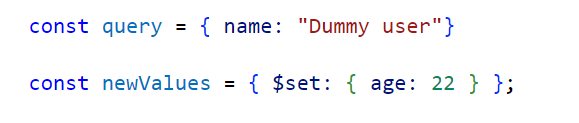 const query = { name: "Dummy user"}
const newValues = { $set: { age: 22 } };